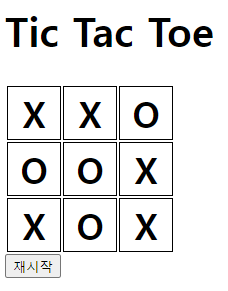 Tic Tac Toe
X X O
O O X
X O X
재시작